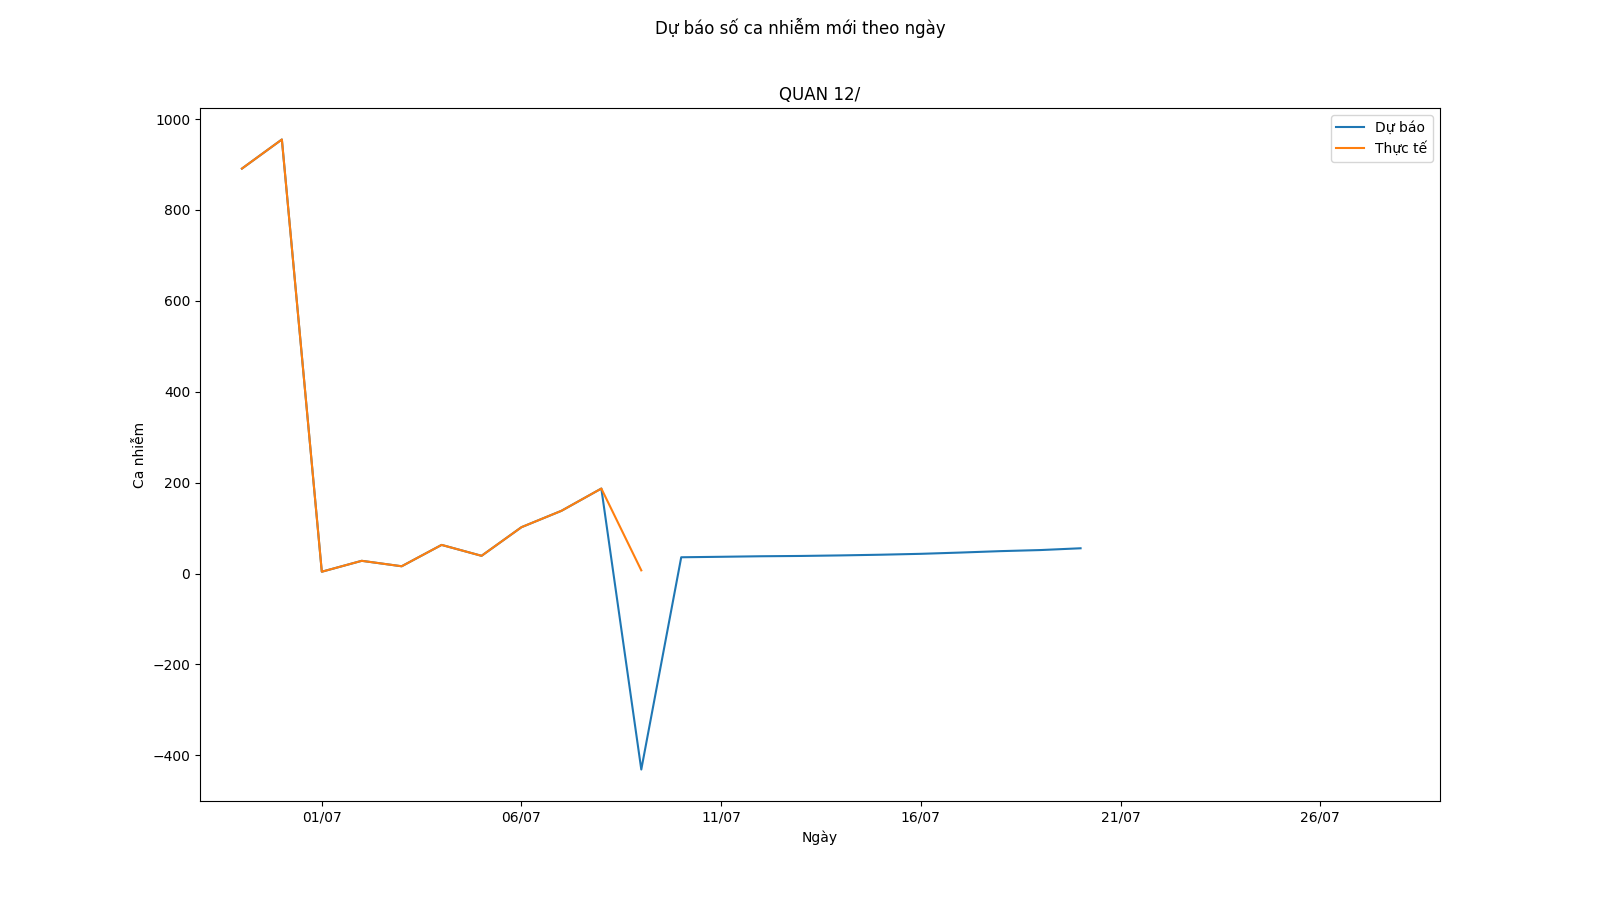 Dự báo số ca nhiễm mới theo ngày
QUAN 12/
1000
800
600
400
200
0
−200
−400
Ca nhiễm
Dự báo
Thực tế
01/07
06/07
11/07
16/07
21/07
26/07
Ngày